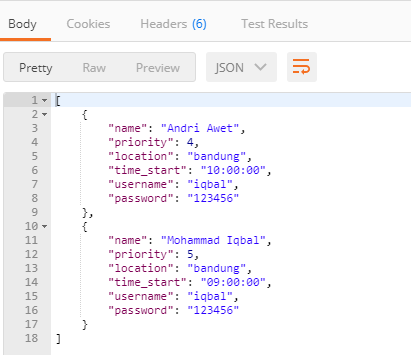 Body Cookies Headers (6) Test Results
Pretty Raw Preview JSON
1 [
2 {
3 "name": "Andri Awet",
4 "priority": 4,
5 "location": "bandung",
6 "time_start": "10:00:00",
7 "username": "iqbal",
8 "password": "123456"
9 },
10 {
11 "name": "Mohammad Iqbal",
12 "priority": 5,
13 "location": "bandung",
14 "time_start": "09:00:00",
15 "username": "iqbal",
16 "password": "123456"
17 }
18 ]